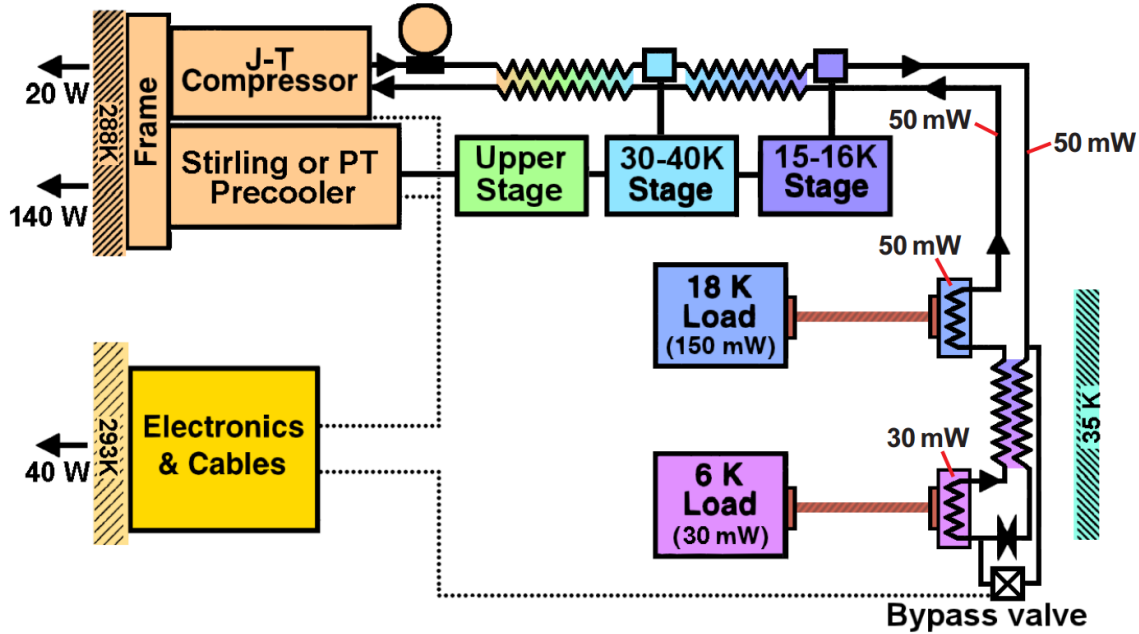 J-T
Compressor
20 W
288K
Frame
Stirling or PT
Precooler
140 W
Upper
Stage
30-40K
Stage
15-16K
Stage
50 mW
50 mW
50 mW
18 K
Load
(150 mW)
35 K
Electronics
& Cables
293K
40 W
30 mW
6 K
Load
(30 mW)
Bypass valve